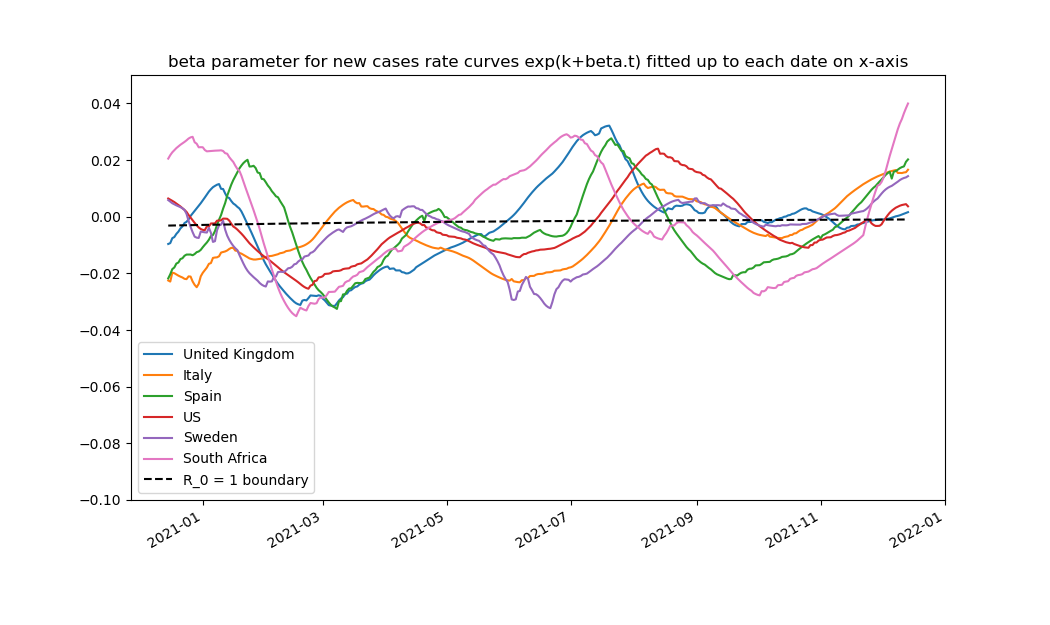 beta parameter for new cases rate curves exp(k+beta.t) fitted up to each date on x-axis
0.04
0.02
0.00
−0.02
−0.04
−0.06
−0.08
−0.10
United Kingdom
Italy
Spain
US
Sweden
South Africa
R_0 = 1 boundary
2021-01
2021-03
2021-05
2021-07
2021-09
2021-11
2022-01